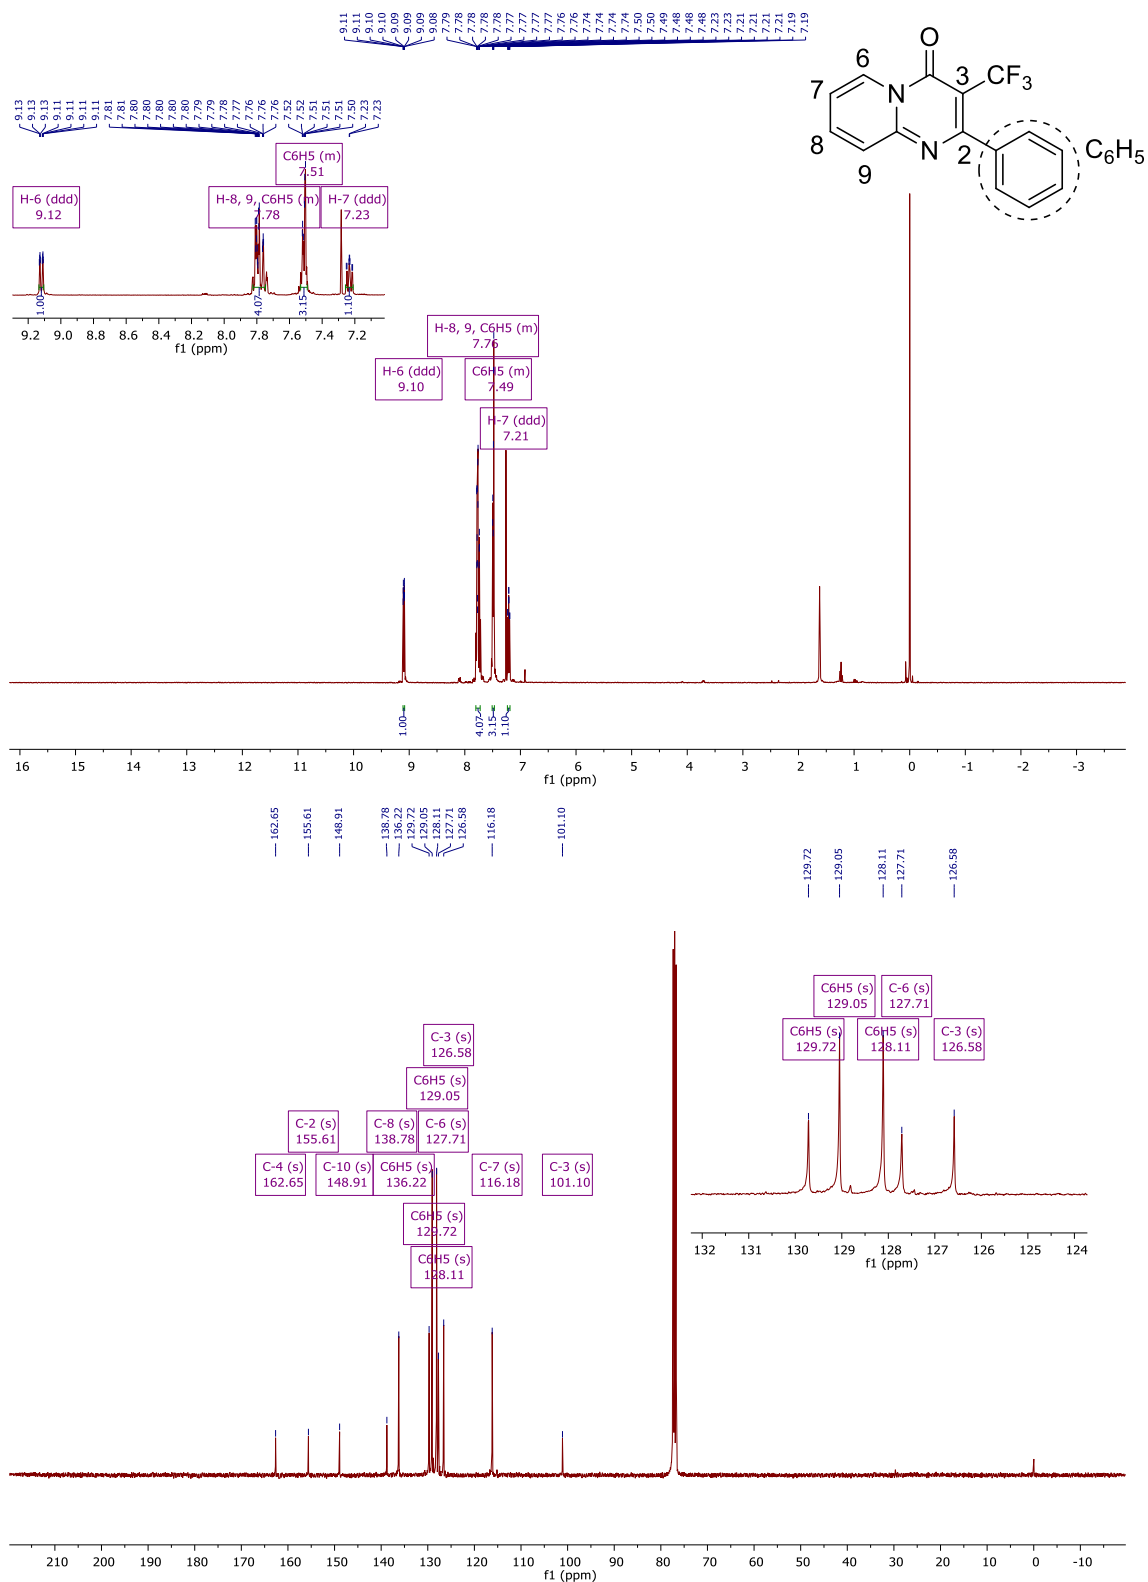 9.11 9.11 9.10 9.10 9.09 9.09 9.09 9.08 7.79 7.78 7.78 7.78 7.78 7.77 7.77 7.77 7.77 7.76 7.76 7.74 7.74 7.74 7.74 7.50 7.50 7.49 7.48 7.48 7.48 7.23 7.23 7.21 7.21 7.21 7.21 7.19 7.19
9.13 9.13 9.13 9.11 9.11 9.11 9.11 7.81 7.81 7.80 7.80 7.80 7.80 7.80 7.79 7.79 7.78 7.77 7.76 7.76 7.76 7.52 7.52 7.51 7.51 7.51 7.50 7.23 7.23
O
6 3 CF3
7 N
8 N 2 C6H5
9
C6H5 (m)
7.51
H-6 (ddd)
9.12
H-8, 9, C6H5 (m)
7.78
H-7 (ddd)
7.23
1.00 4.07 3.15 1.10
9.2 9.0 8.8 8.6 8.4 8.2 8.0 7.8 7.6 7.4 7.2
f1 (ppm)
H-8, 9, C6H5 (m)
7.76
H-6 (ddd)
9.10
C6H5 (m)
7.49
H-7 (ddd)
7.21
1.00 4.07 3.15 1.10
16 15 14 13 12 11 10 9 8 7 6 5 4 3 2 1 0 -1 -2 -3
f1 (ppm)
162.65 155.61 148.91 138.78 136.22 129.72 129.05 128.11 127.71 126.58 116.18 101.10
129.72 129.05 128.11 127.71 126.58
C6H5 (s)
129.05
C-6 (s)
127.71
C6H5 (s)
129.72
C6H5 (s)
128.11
C-3 (s)
126.58
132 131 130 129 128 127 126 125 124
f1 (ppm)
C-3 (s)
126.58
C6H5 (s)
129.05
C-2 (s)
155.61
C-8 (s)
138.78
C-6 (s)
127.71
C-4 (s)
162.65
C-10 (s)
148.91
C6H5 (s)
136.22
C-7 (s)
116.18
C-3 (s)
101.10
C6H5 (s)
129.72
C6H5 (s)
128.11
210 200 190 180 170 160 150 140 130 120 110 100 90 80 70 60 50 40 30 20 10 0 -10
f1 (ppm)